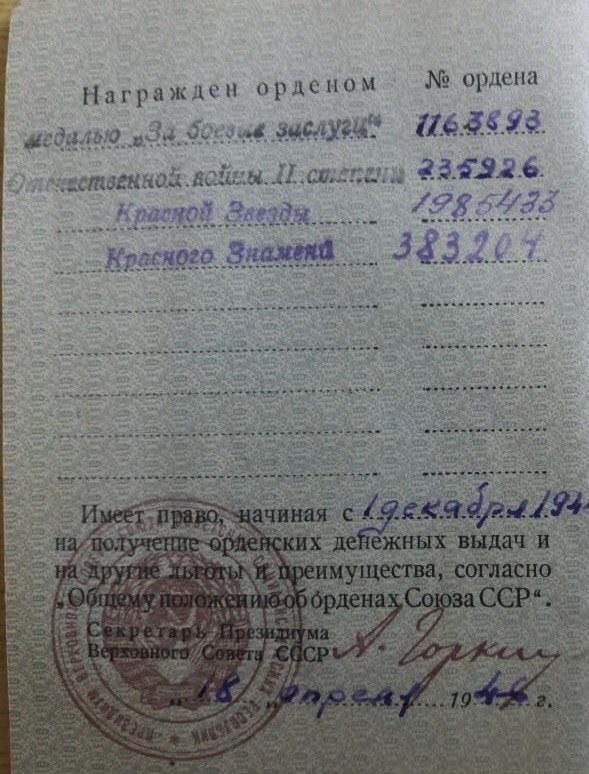 Награжден орденом № ордена
медалью „За боевые заслуги“ 1163893
Отечественной войны II степени 235926
Красной Звезды 1985433
Красного Знамени 383204
Имеет право, начиная с 1 декабря 194
на получение орденских денежных выдач и
на другие льготы и преимущества, согласно
„Общему положению об орденах Союза ССР“.
Секретарь Президиума
Верховного Совета СССР А. Горкин
„18 „ апреля 1946 г.